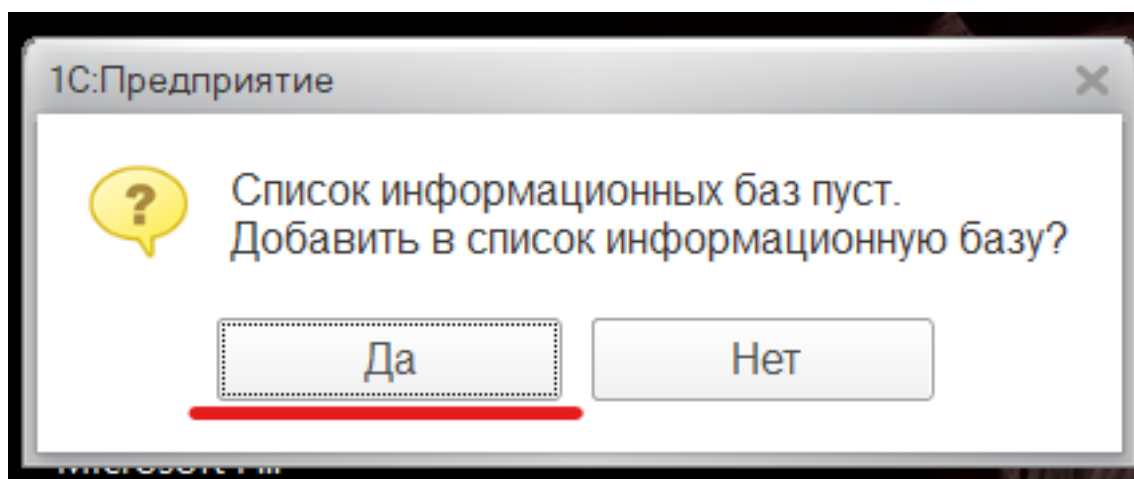 1С:Предприятие
?
Список информационных баз пуст.
Добавить в список информационную базу?
Да
Нет